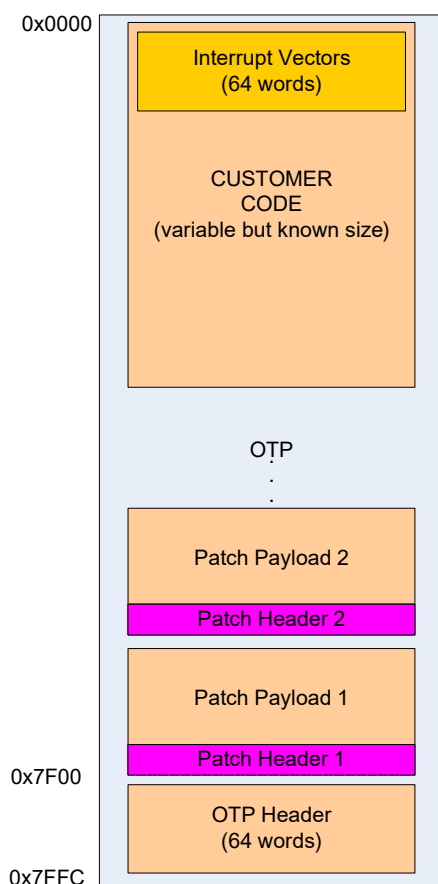 0x0000
Interrupt Vectors
(64 words)
CUSTOMER
CODE
(variable but known size)
OTP
.
.
.
Patch Payload 2
Patch Header 2
Patch Payload 1
Patch Header 1
0x7F00
OTP Header
(64 words)
0x7FFC